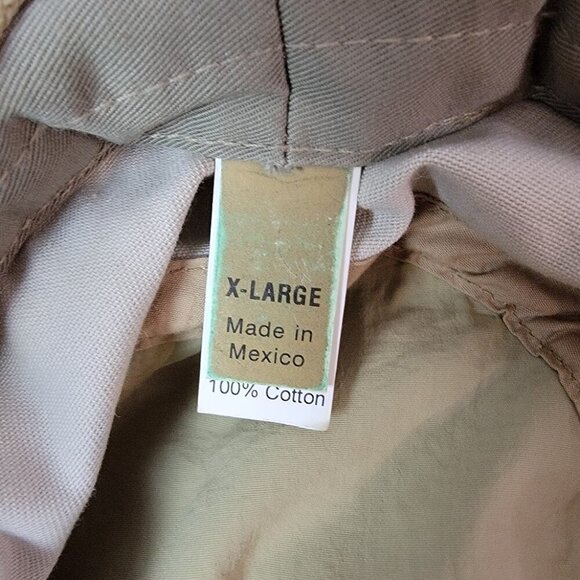 X-LARGE
Made in
Mexico
100% Cotton